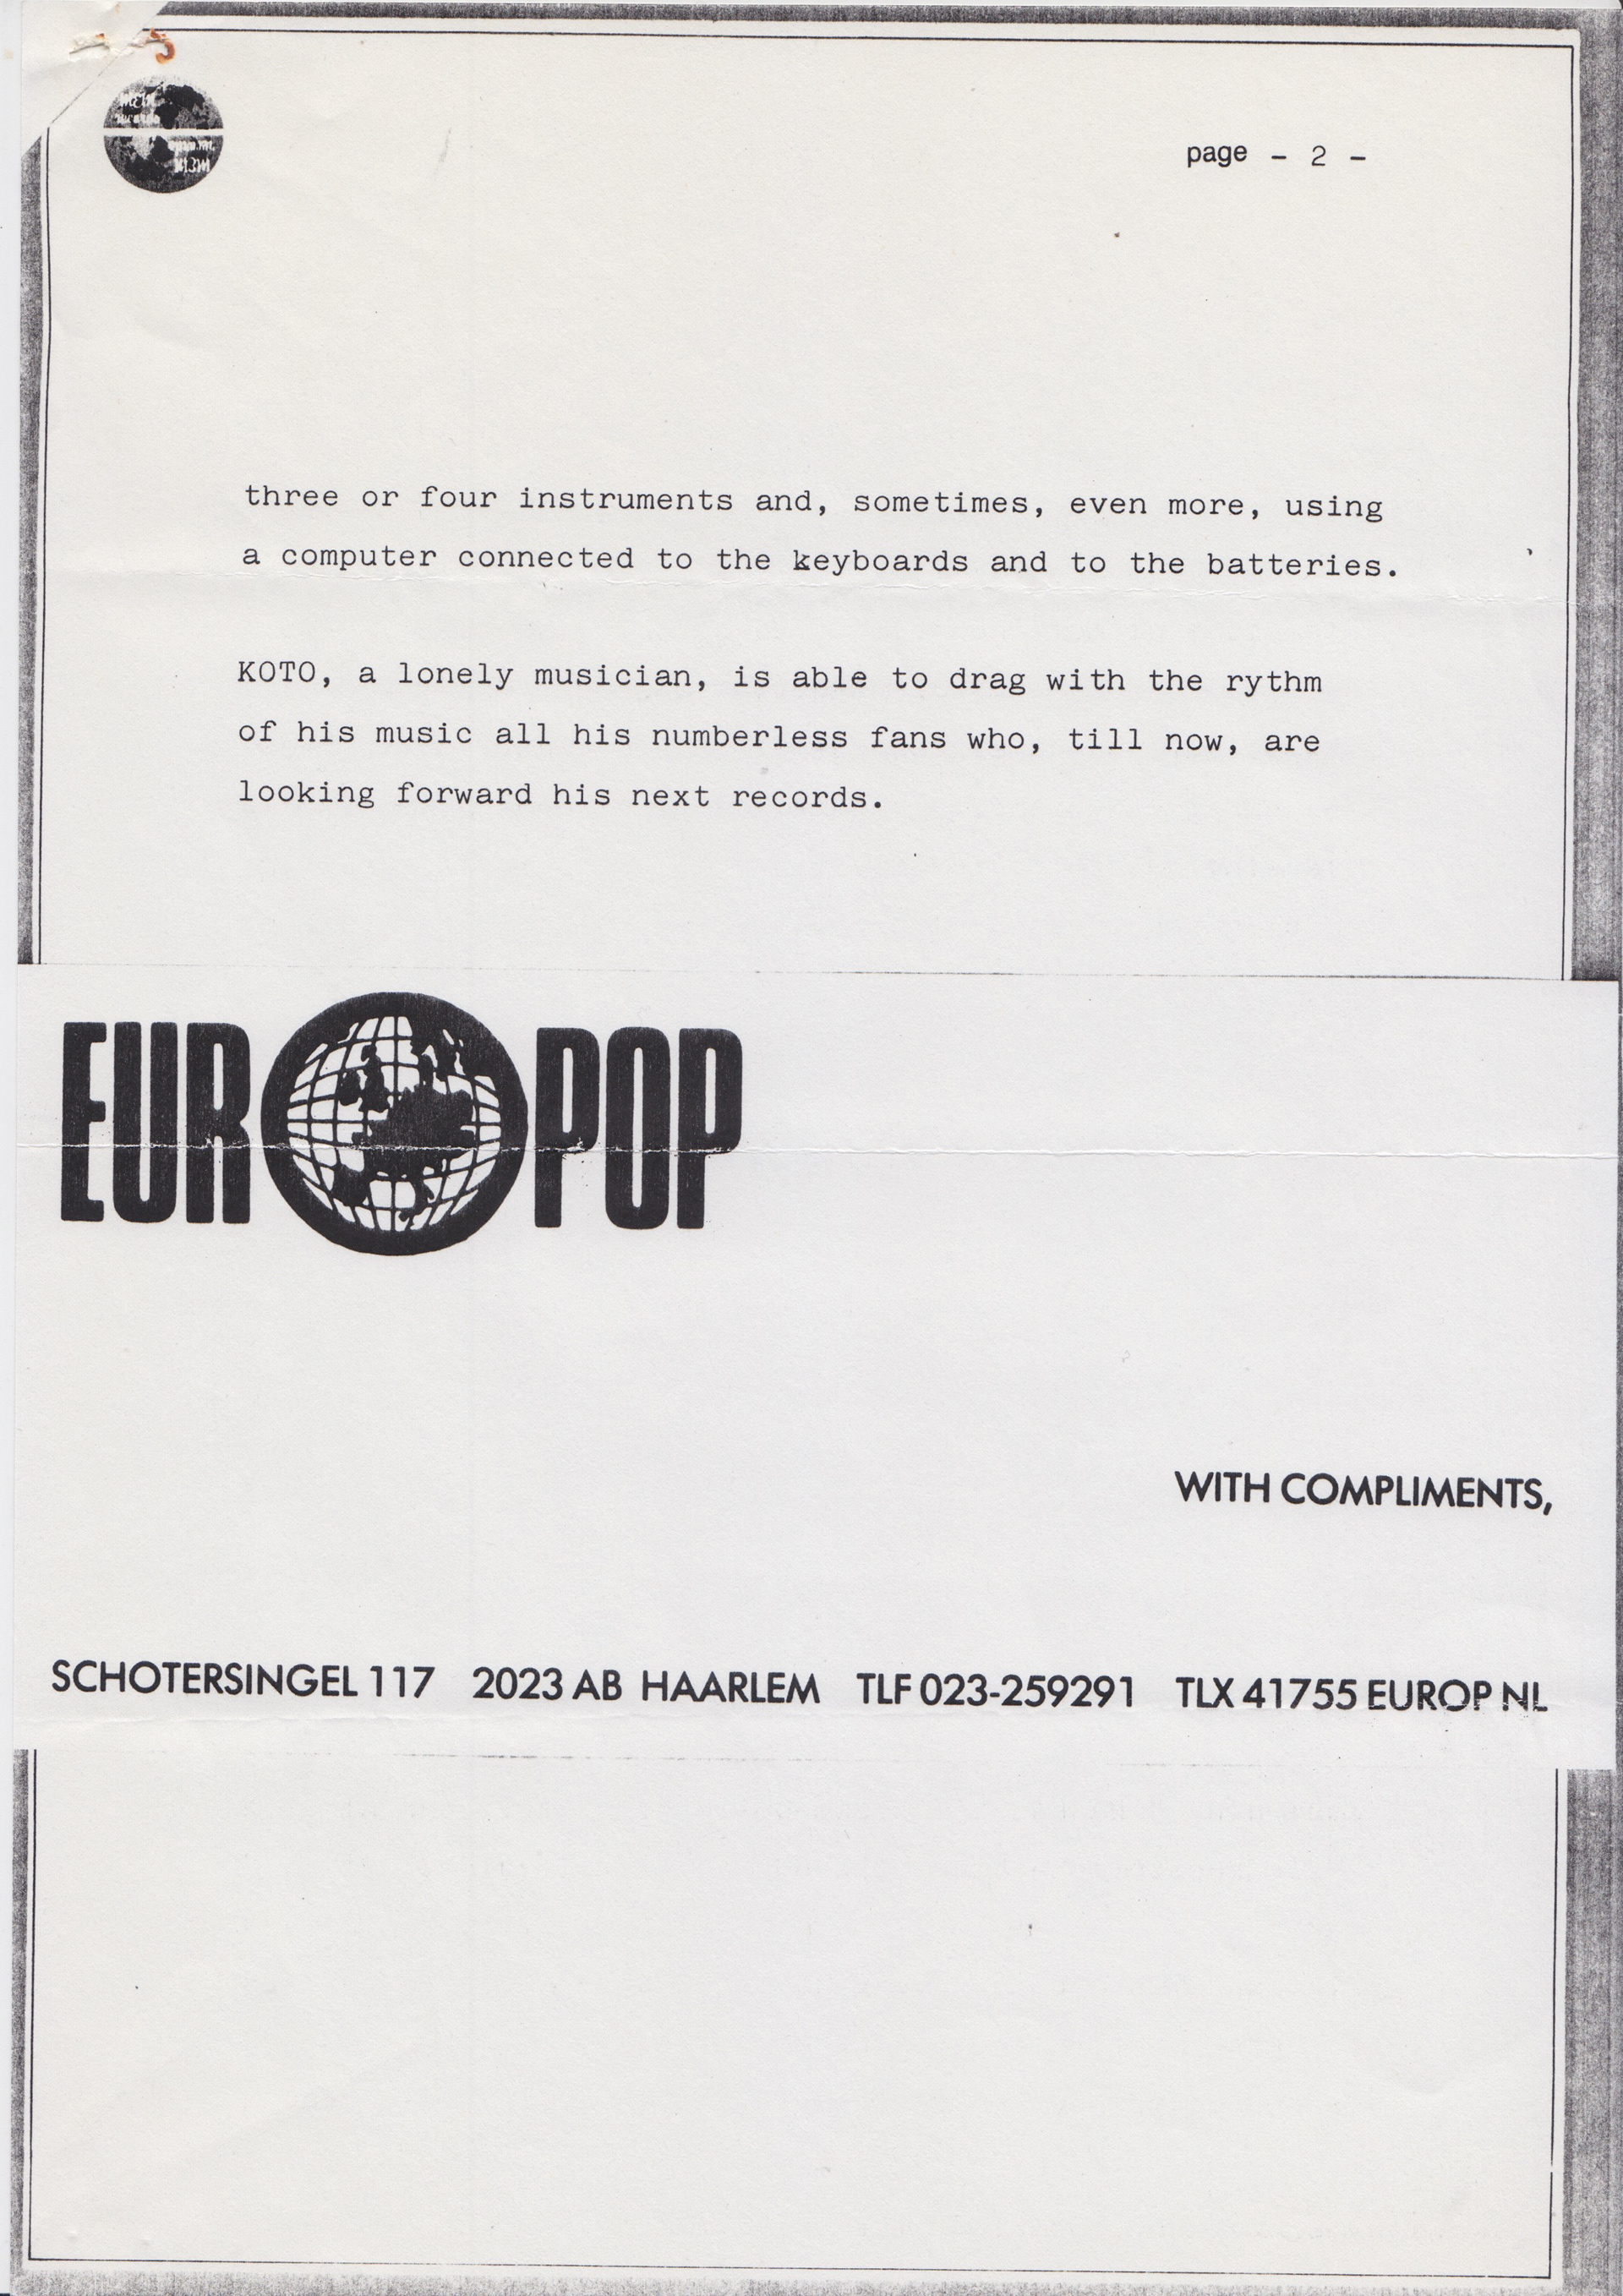 page - 2 -
three or four instruments and, sometimes, even more, using
a computer connected to the keyboards and to the batteries.
KOTO, a lonely musician, is able to drag with the rythm
of his music all his numberless fans who, till now, are
looking forward his next records.
EUROPOP
WITH COMPLIMENTS,
SCHOTERSINGEL 117 2023 AB HAARLEM TLF 023-259291 TLX 41755 EUROP NL